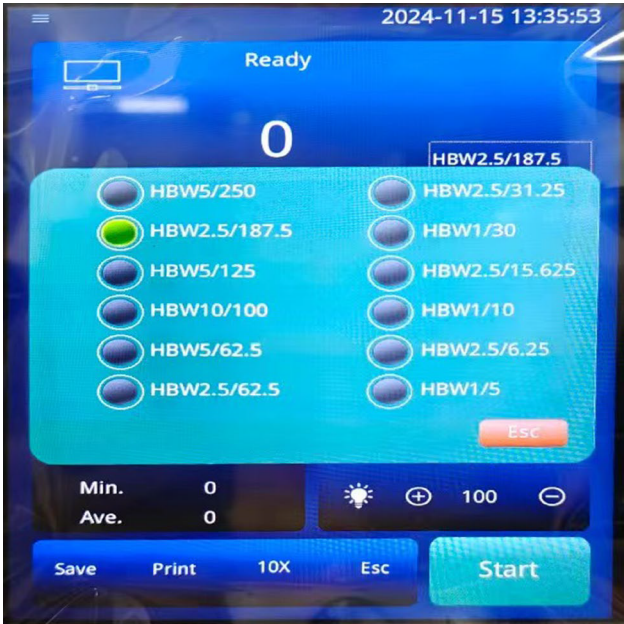 2024-11-15 13:35:53
Ready
0
HBW2.5/187.5
HBW5/250
HBW2.5/31.25
HBW2.5/187.5
HBW1/30
HBW5/125
HBW2.5/15.625
HBW10/100
HBW1/10
HBW5/62.5
HBW2.5/6.25
HBW2.5/62.5
HBW1/5
Esc
Min. 0
Ave. 0
100
Save Print 10X Esc
Start